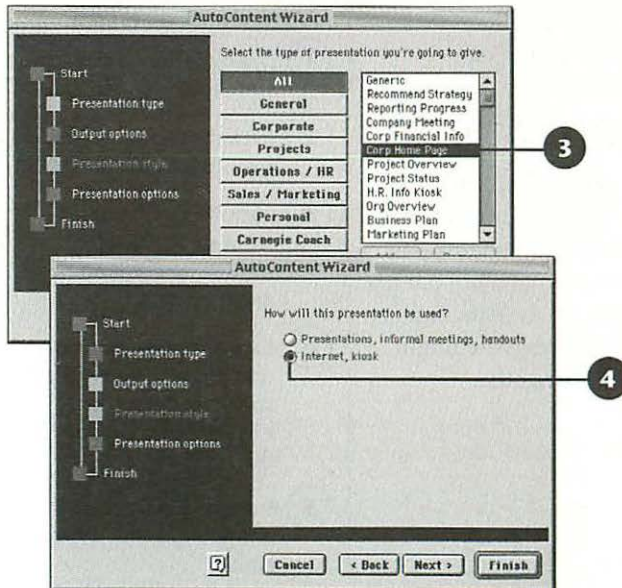 AutoContent Wizard
Select the type of presentation you're going to give.
Start
Presentation type
Output options
Presentation style
Presentation options
Finish
All
General
Corporate
Projects
Operations / HR
Sales / Marketing
Personal
Carnegie Coach
Generic
Recommend Strategy
Reporting Progress
Company Meeting
Corp Financial Info
Corp Home Page
Project Overview
Project Status
H.R. Info Kiosk
Org Overview
Business Plan
Marketing Plan
3
AutoContent Wizard
Start
Presentation type
Output options
Presentation style
Presentation options
Finish
How will this presentation be used?
Presentations, informal meetings, handouts
Internet, kiosk
4
?
Cancel
< Back
Next >
Finish